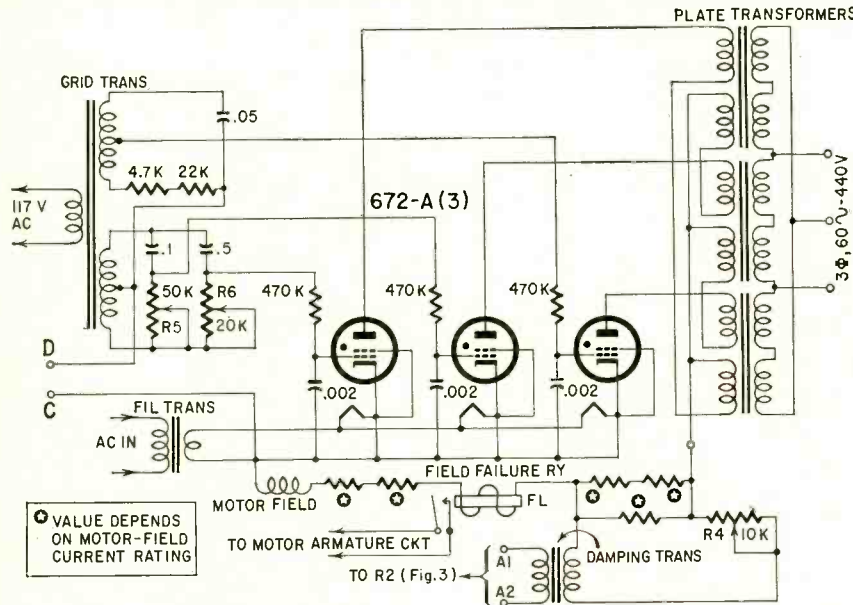 PLATE TRANSFORMERS
GRID TRANS
.05
4.7K
22K
672-A(3)
117 V
AC
.1
.5
50K
R6
R5
20K
470K
470K
470K
3Φ,60∿-440V
D
C
.002
.002
.002
FIL TRANS
AC IN
MOTOR FIELD
FIELD FAILURE RY
FL
✪ VALUE DEPENDS
ON MOTOR-FIELD
CURRENT RATING
TO MOTOR ARMATURE CKT
R4
10K
DAMPING TRANS
A1
A2
TO R2 (Fig.3)